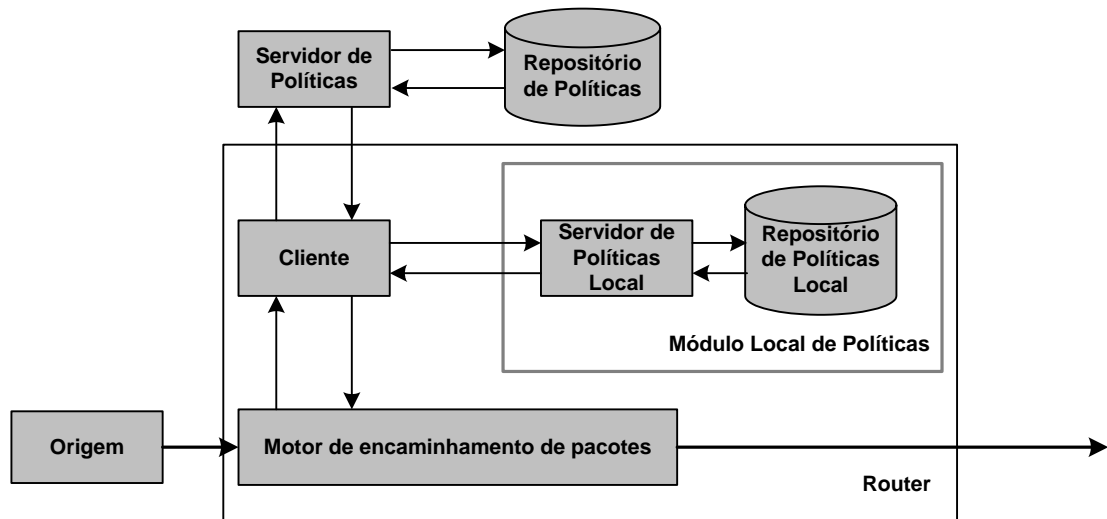 Servidor de
Políticas
Repositório
de Políticas
Cliente
Servidor de
Políticas
Local
Repositório
de Políticas
Local
Módulo Local de Políticas
Origem
Motor de encaminhamento de pacotes
Router